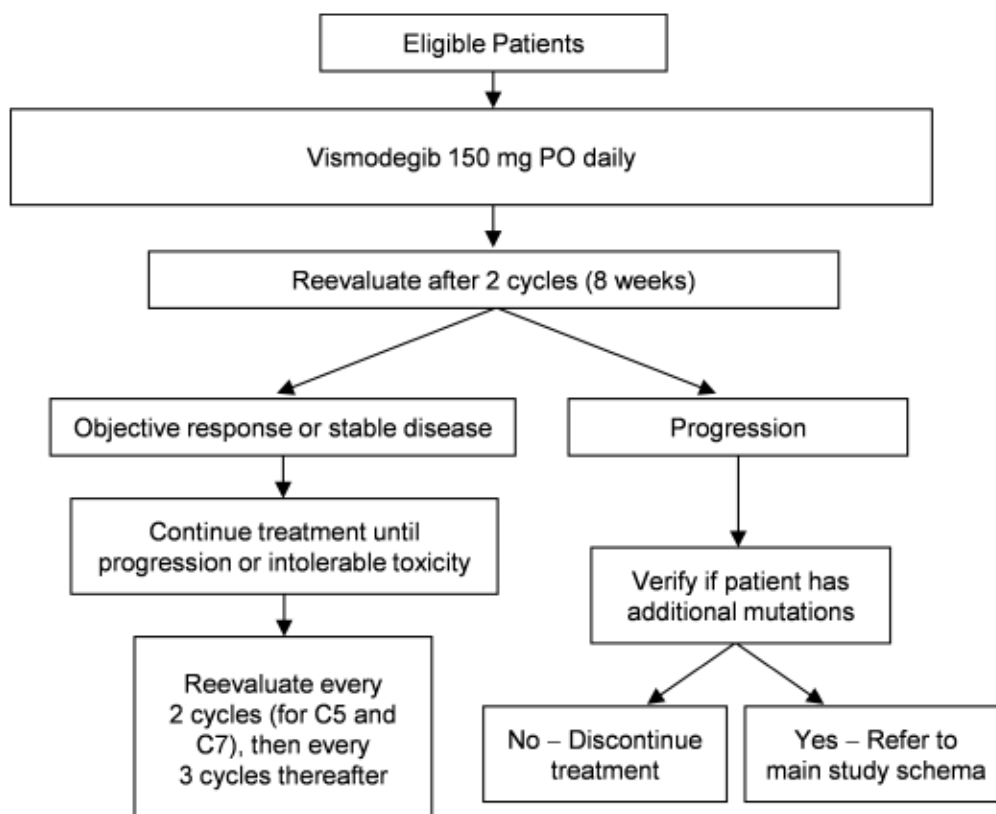 Eligible Patients
Vismodegib 150 mg PO daily
Reevaluate after 2 cycles (8 weeks)
Objective response or stable disease
Progression
Continue treatment until
progression or intolerable toxicity
Verify if patient has
additional mutations
Reevaluate every
2 cycles (for C5 and
C7), then every
3 cycles thereafter
No – Discontinue
treatment
Yes – Refer to
main study schema